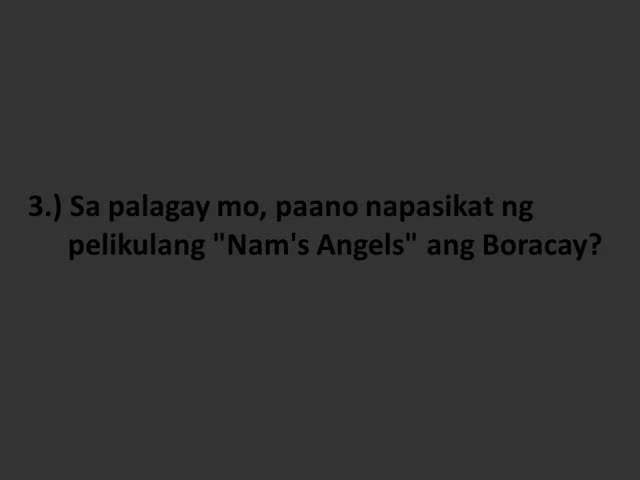 3.) Sa palagay mo, paano napasikat ng
pelikulang "Nam's Angels" ang Boracay?